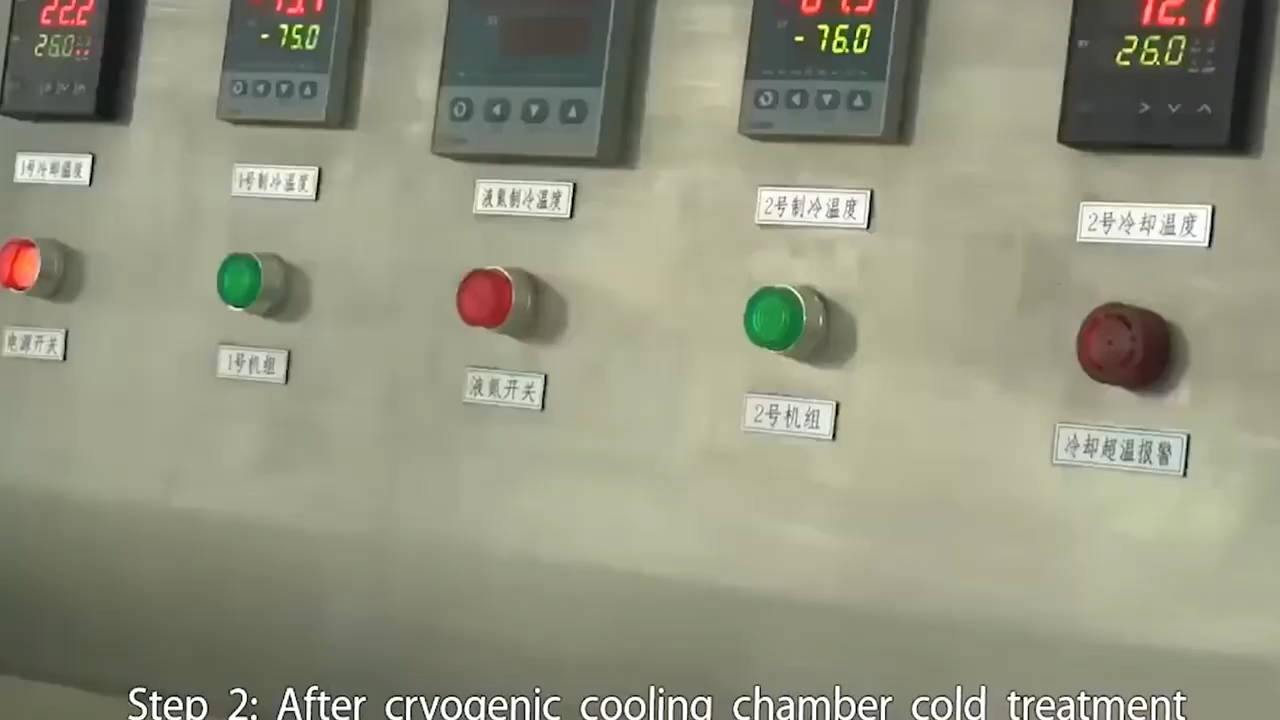 22.2
26.0
-75.0
-76.0
12.1
26.0
1号冷却温度
1号制冷温度
液氮制冷温度
2号制冷温度
2号冷却温度
电源开关
1号机组
液氮开关
2号机组
冷却超温报警
Step 2: After cryogenic cooling chamber cold treatment